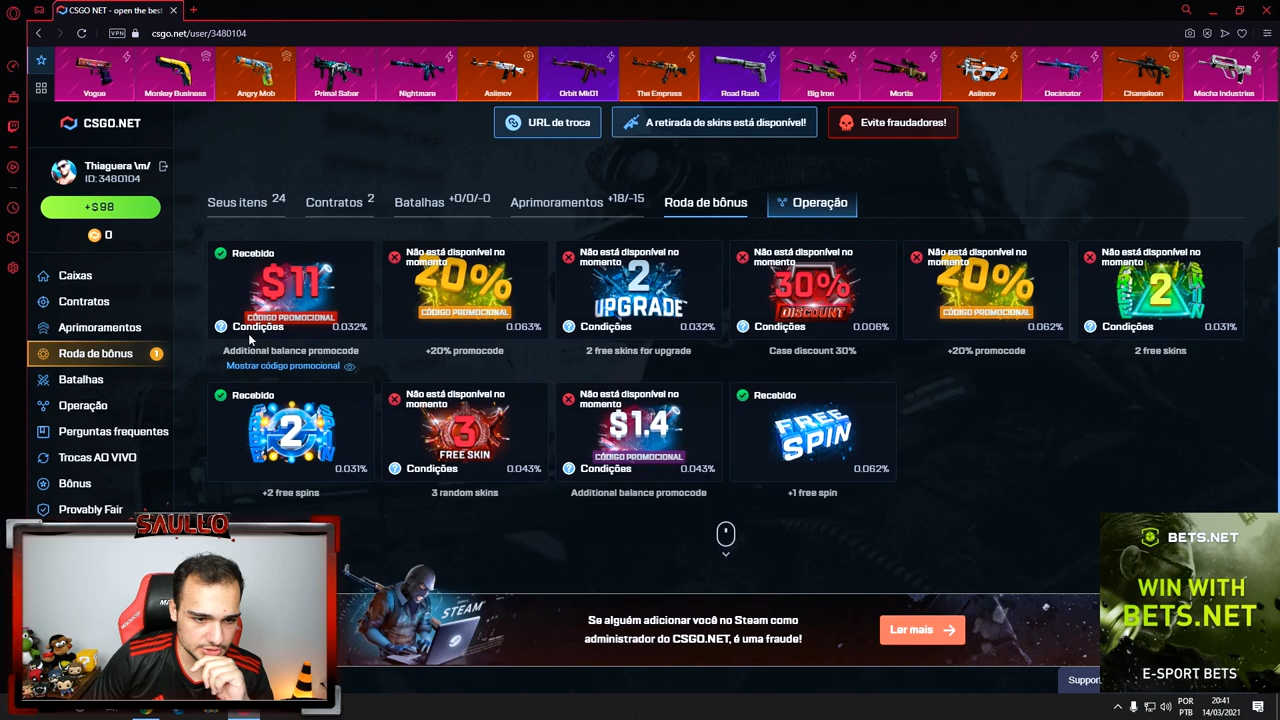 CSGO NET - open the best
VPN
csgo.net/user/3480104
Vogue
Monkey Business
Angry Mob
Primal Saber
Nightmare
Asiimov
Orbit Mk01
The Empress
Road Rash
Big Iron
Mortis
Asiimov
Decimator
Chameleon
Mecha Industries
CSGO.NET
URL de troca
A retirada de skins está disponível!
Evite fraudadores!
Thiaguera \m/
ID: 3480104
+$98
0
Seus itens 24
Contratos 2
Batalhas +0/0/-0
Aprimoramentos +18/-15
Roda de bônus
Operação
Caixas
Contratos
Aprimoramentos
Roda de bônus 1
Batalhas
Operação
Perguntas frequentes
Trocas AO VIVO
Bônus
Provably Fair
Recebido
$11
CÓDIGO PROMOCIONAL
Condições 0.032%
Additional balance promocode
Mostrar código promocional
Não está disponível no
momento
20%
CÓDIGO PROMOCIONAL
Condições 0.063%
+20% promocode
Não está disponível no
momento
2
UPGRADE
Condições 0.032%
2 free skins for upgrade
Não está disponível no
momento
30%
DISCOUNT
Condições 0.006%
Case discount 30%
Não está disponível no
momento
20%
CÓDIGO PROMOCIONAL
Condições 0.062%
+20% promocode
Não está disponível no
momento
2
Condições 0.031%
2 free skins
Recebido
2
0.031%
+2 free spins
Não está disponível no
momento
3
FREE SKIN
Condições 0.043%
3 random skins
Não está disponível no
momento
$1.4
CÓDIGO PROMOCIONAL
Condições 0.043%
Additional balance promocode
Recebido
FREE
SPIN
0.062%
+1 free spin
SAULLO
STEAM
Se alguém adicionar você no Steam como
administrador do CSGO.NET, é uma fraude!
Ler mais
Support
BETS.NET
WIN WITH
BETS.NET
E-SPORT BETS
POR
PTB
20:41
14/03/2021